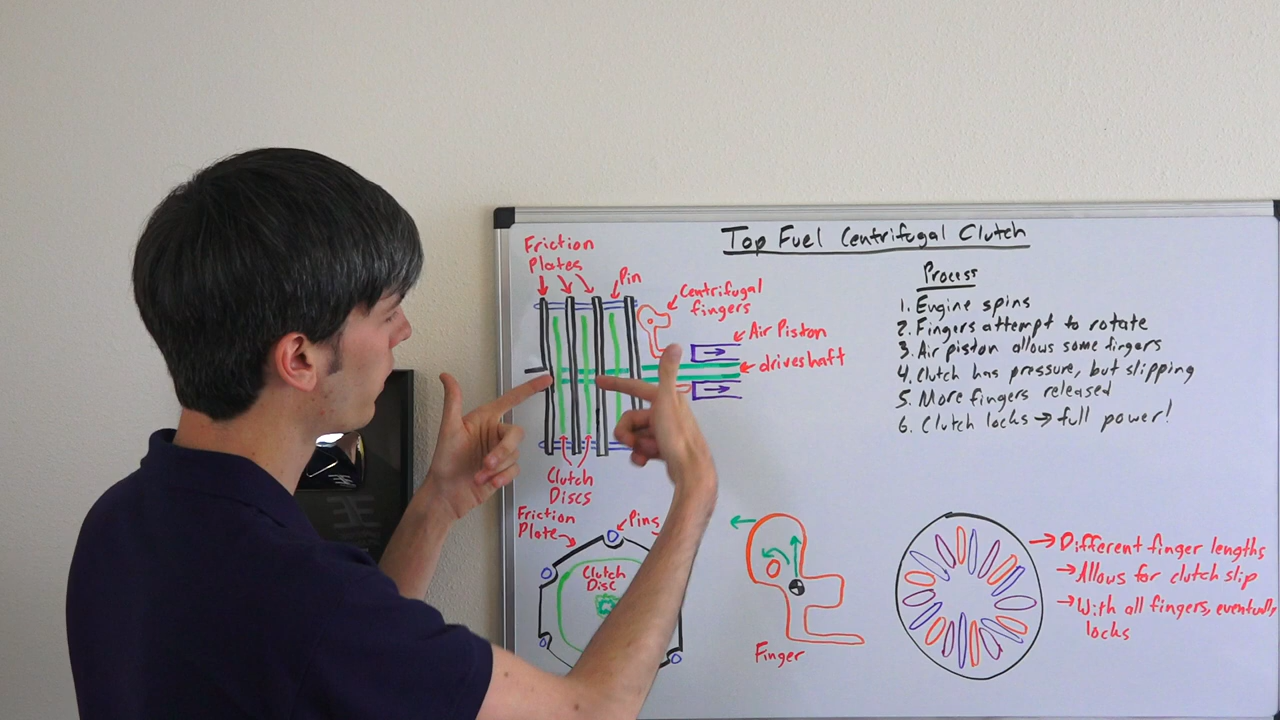 Top Fuel Centrifugal Clutch
Friction
Plates
Pin
Centrifugal
fingers
Air Piston
driveshaft
Clutch
Discs
Process
1. Engine spins
2. Fingers attempt to rotate
3. Air piston allows some fingers
4. Clutch has pressure, but slipping
5. More fingers released
6. Clutch locks → full power!
Friction
Plate
Pins
Clutch
Disc
Finger
→ Different finger lengths
→ Allows for clutch slip
→ With all fingers, eventually
locks